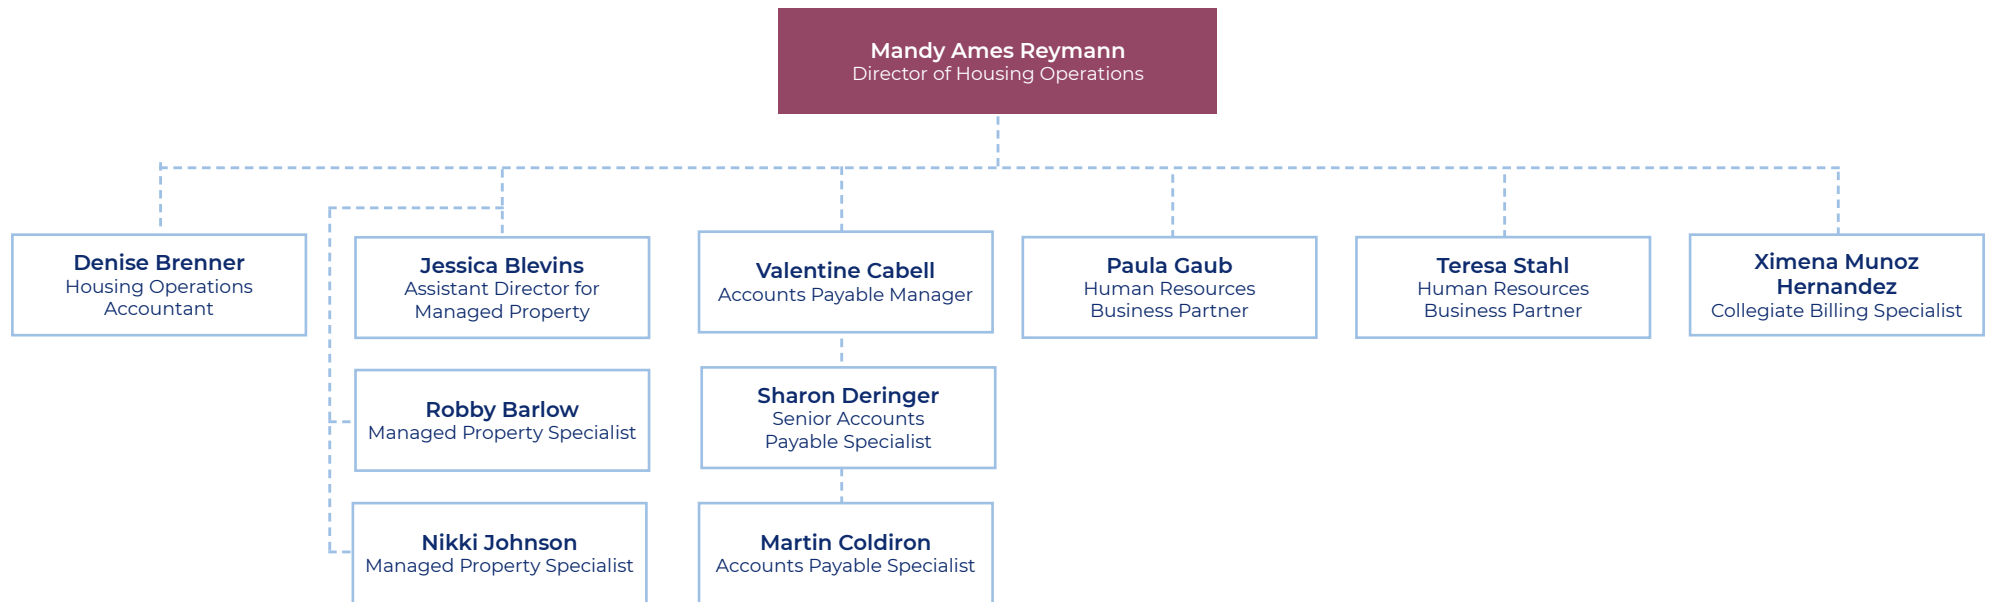 Mandy Ames Reymann
Director of Housing Operations
Denise Brenner
Housing Operations
Accountant
Jessica Blevins
Assistant Director for
Managed Property
Valentine Cabell
Accounts Payable Manager
Paula Gaub
Human Resources
Business Partner
Teresa Stahl
Human Resources
Business Partner
Ximena Munoz
Hernandez
Collegiate Billing Specialist
Robby Barlow
Managed Property Specialist
Sharon Deringer
Senior Accounts
Payable Specialist
Nikki Johnson
Managed Property Specialist
Martin Coldiron
Accounts Payable Specialist